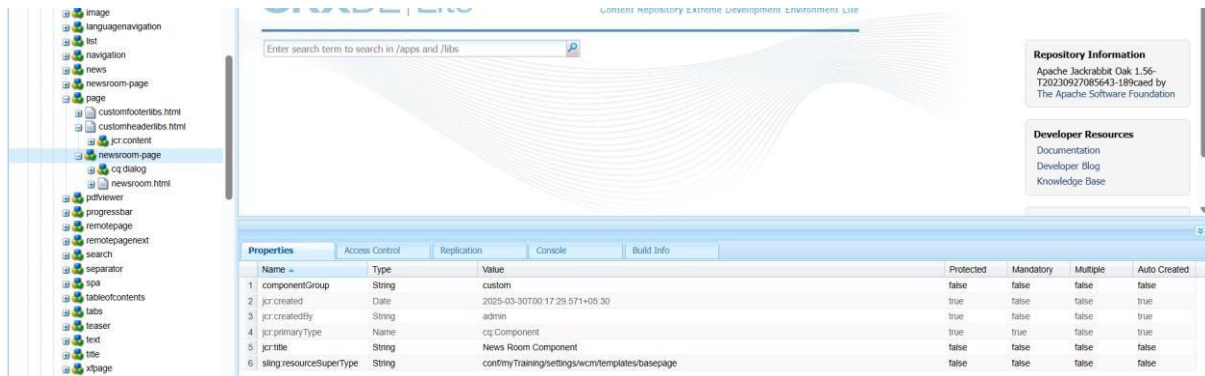 image
languagenavigation
list
navigation
news
newsroom-page
page
customfooterlibs.html
customheaderlibs.html
jcr:content
newsroom-page
cq:dialog
newsroom.html
pdfviewer
progressbar
remotepage
remotepagenext
search
separator
spa
tableofcontents
tabs
teaser
text
title
xfpage
CRXDE | Lite
Content Repository Extreme Development Environment Lite
Enter search term to search in /apps and /libs
Repository Information
Apache Jackrabbit Oak 1.56-
T20230927085643-189caed by
The Apache Software Foundation
Developer Resources
Documentation
Developer Blog
Knowledge Base
Properties Access Control Replication Console Build Info
Name Type Value Protected Mandatory Multiple Auto Created
1 componentGroup String custom false false false false
2 jcr:created Date 2025-03-30T00:17:29.571+05:30 true false false true
3 jcr:createdBy String admin true false false true
4 jcr:primaryType Name cq:Component true true false true
5 jcr:title String News Room Component false false false false
6 sling:resourceSuperType String conf/myTraining/settings/wcm/templates/basepage false false false false